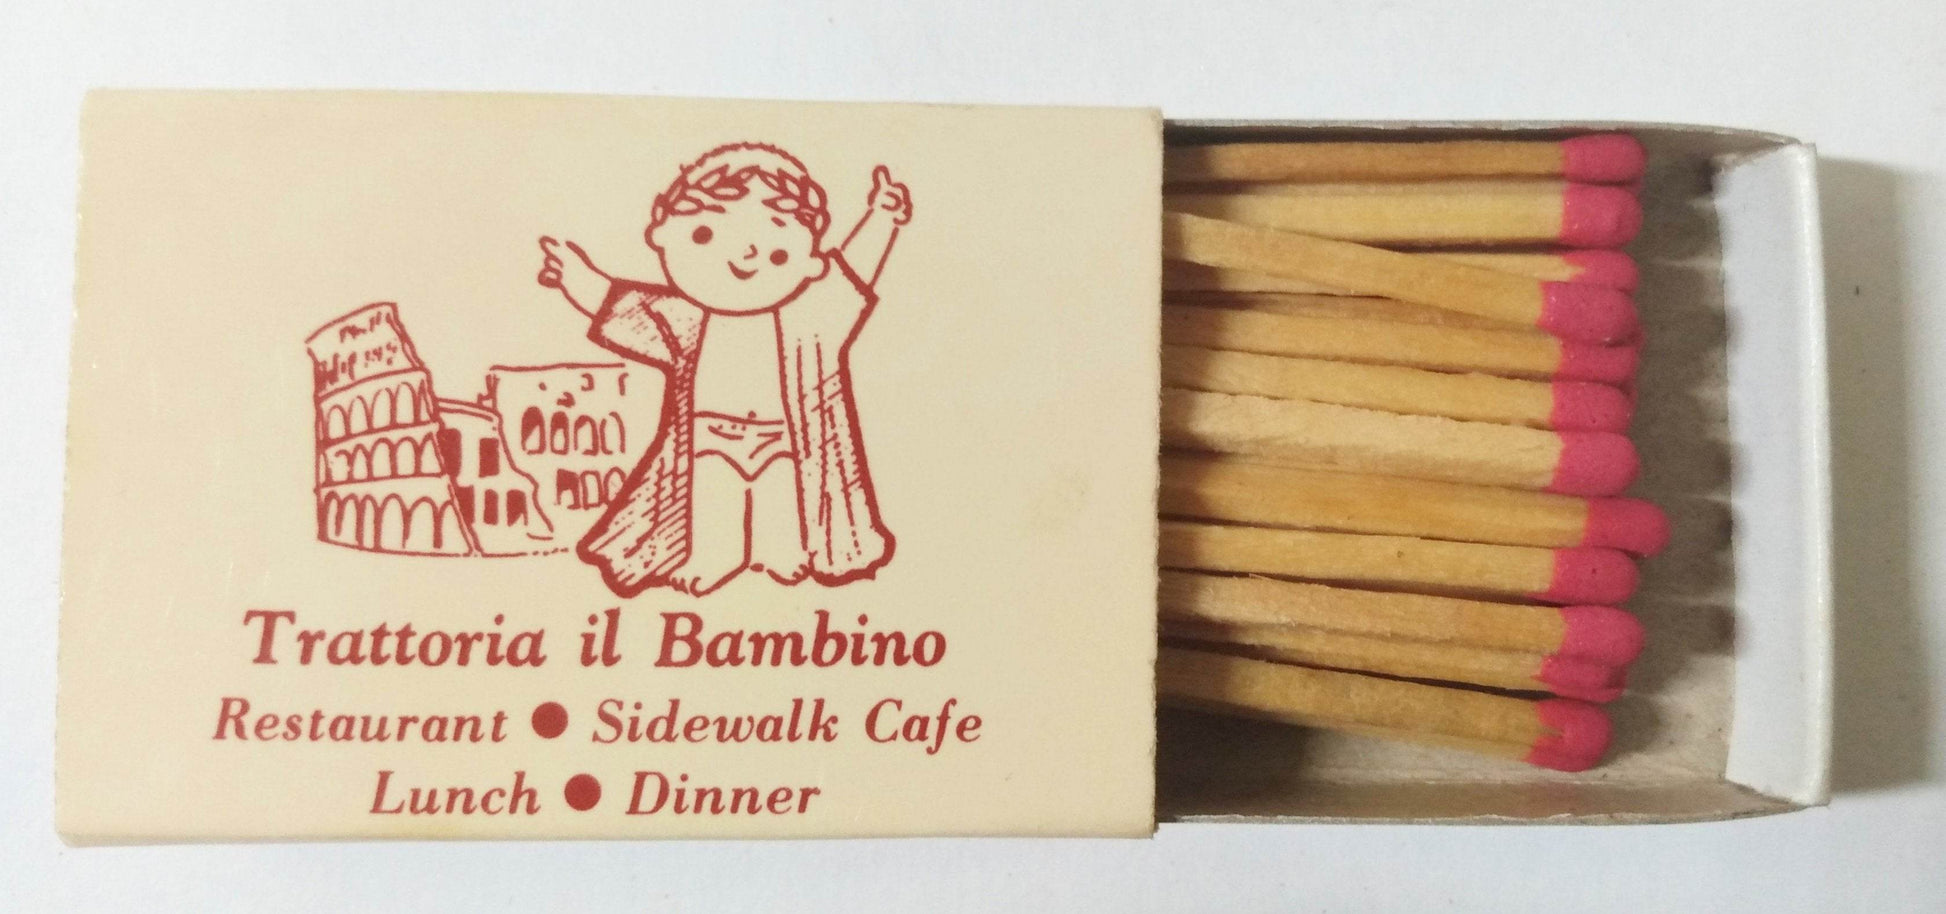 Trattoria il Bambino
Restaurant ● Sidewalk Cafe
Lunch ● Dinner